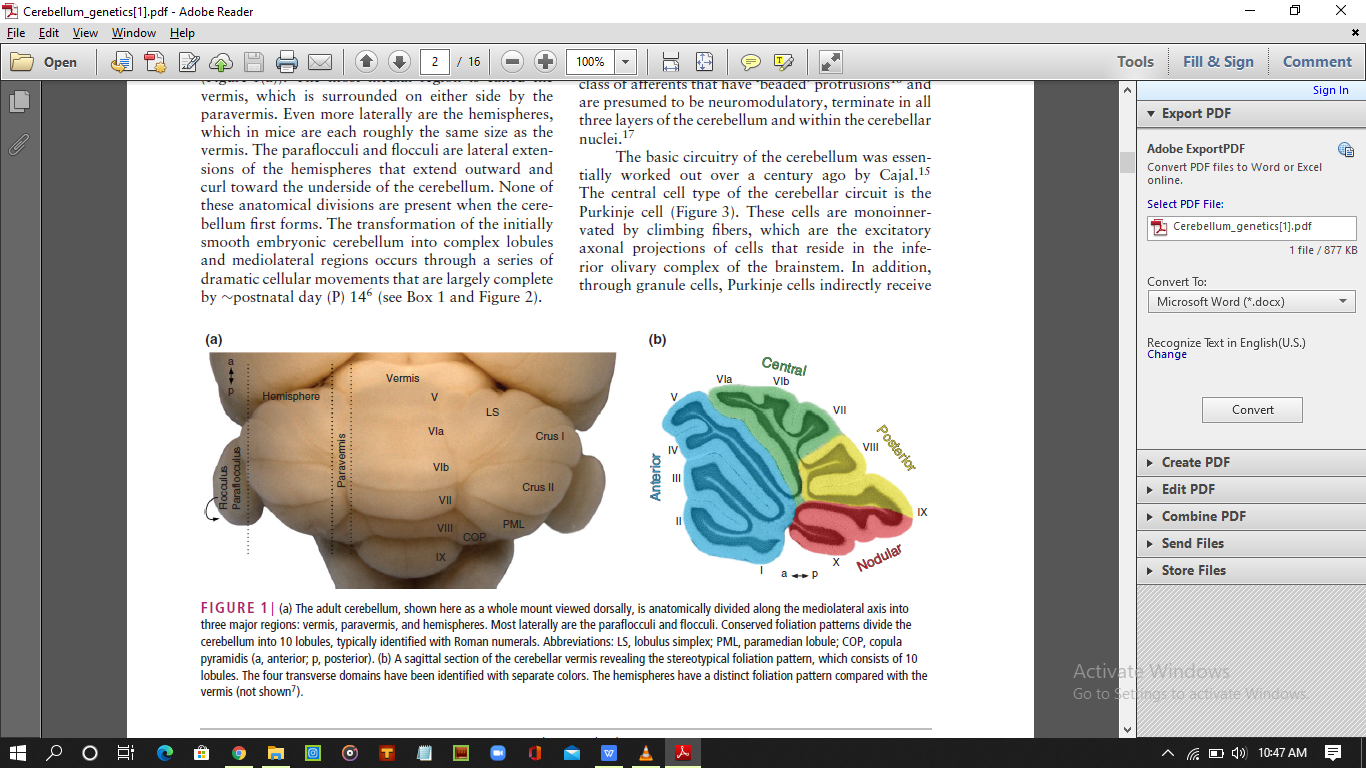 Cerebellum_genetics[1].pdf - Adobe Reader
File Edit View Window Help
Open 2 / 16 100% Tools Fill & Sign Comment
vermis, which is surrounded on either side by the
paravermis. Even more laterally are the hemispheres,
which in mice are each roughly the same size as the
vermis. The paraflocculi and flocculi are lateral exten-
sions of the hemispheres that extend outward and
curl toward the underside of the cerebellum. None of
these anatomical divisions are present when the cere-
bellum first forms. The transformation of the initially
smooth embryonic cerebellum into complex lobules
and mediolateral regions occurs through a series of
dramatic cellular movements that are largely complete
by ~postnatal day (P) 14⁶ (see Box 1 and Figure 2).
class of afferents that have 'beaded' protrusions¹⁶ and
are presumed to be neuromodulatory, terminate in all
three layers of the cerebellum and within the cerebellar
nuclei.¹⁷
The basic circuitry of the cerebellum was essen-
tially worked out over a century ago by Cajal.¹⁵
The central cell type of the cerebellar circuit is the
Purkinje cell (Figure 3). These cells are monoinner-
vated by climbing fibers, which are the excitatory
axonal projections of cells that reside in the infe-
rior olivary complex of the brainstem. In addition,
through granule cells, Purkinje cells indirectly receive
(a)
a
p
Hemisphere
Vermis
V
LS
VIa
Crus I
Paravermis
Flocculus
Paraflocculus
VIb
Crus II
VII
VIII
PML
COP
IX
(b)
Central
VIa
VIb
V
VII
IV
VIII
Posterior
Anterior
III
II
IX
I
a p
X
Nodular
FIGURE 1 | (a) The adult cerebellum, shown here as a whole mount viewed dorsally, is anatomically divided along the mediolateral axis into
three major regions: vermis, paravermis, and hemispheres. Most laterally are the paraflocculi and flocculi. Conserved foliation patterns divide the
cerebellum into 10 lobules, typically identified with Roman numerals. Abbreviations: LS, lobulus simplex; PML, paramedian lobule; COP, copula
pyramidis (a, anterior; p, posterior). (b) A sagittal section of the cerebellar vermis revealing the stereotypical foliation pattern, which consists of 10
lobules. The four transverse domains have been identified with separate colors. The hemispheres have a distinct foliation pattern compared with the
vermis (not shown⁷).
Sign In
Export PDF
Adobe ExportPDF
Convert PDF files to Word or Excel
online.
Select PDF File:
Cerebellum_genetics[1].pdf
1 file / 877 KB
Convert To:
Microsoft Word (*.docx)
Recognize Text in English(U.S.)
Change
Convert
Create PDF
Edit PDF
Combine PDF
Send Files
Store Files
Activate Windows
Go to Settings to activate Windows.
10:47 AM